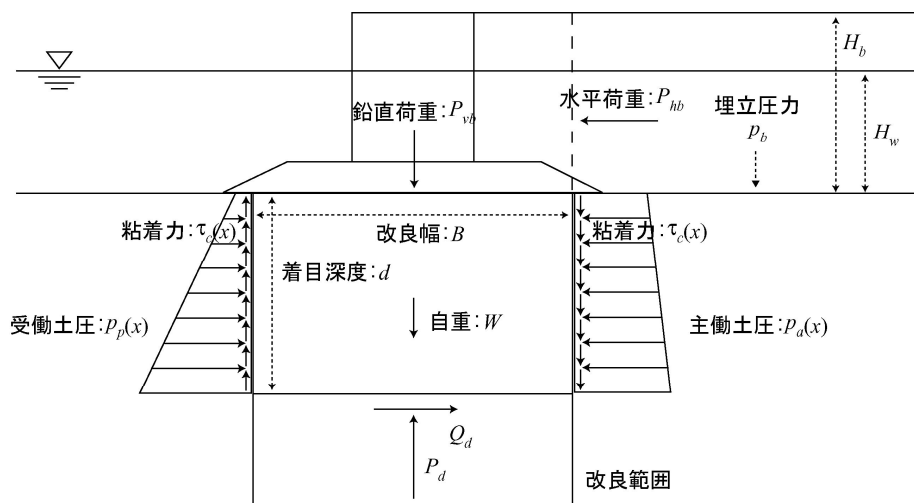 H_b
鉛直荷重:P_vb
水平荷重:P_hb
埋立圧力
p_b
H_w
粘着力:τ_c(x)
改良幅:B
粘着力:τ_c(x)
着目深度:d
受働土圧:p_p(x)
自重:W
主働土圧:p_a(x)
Q_d
P_d
改良範囲